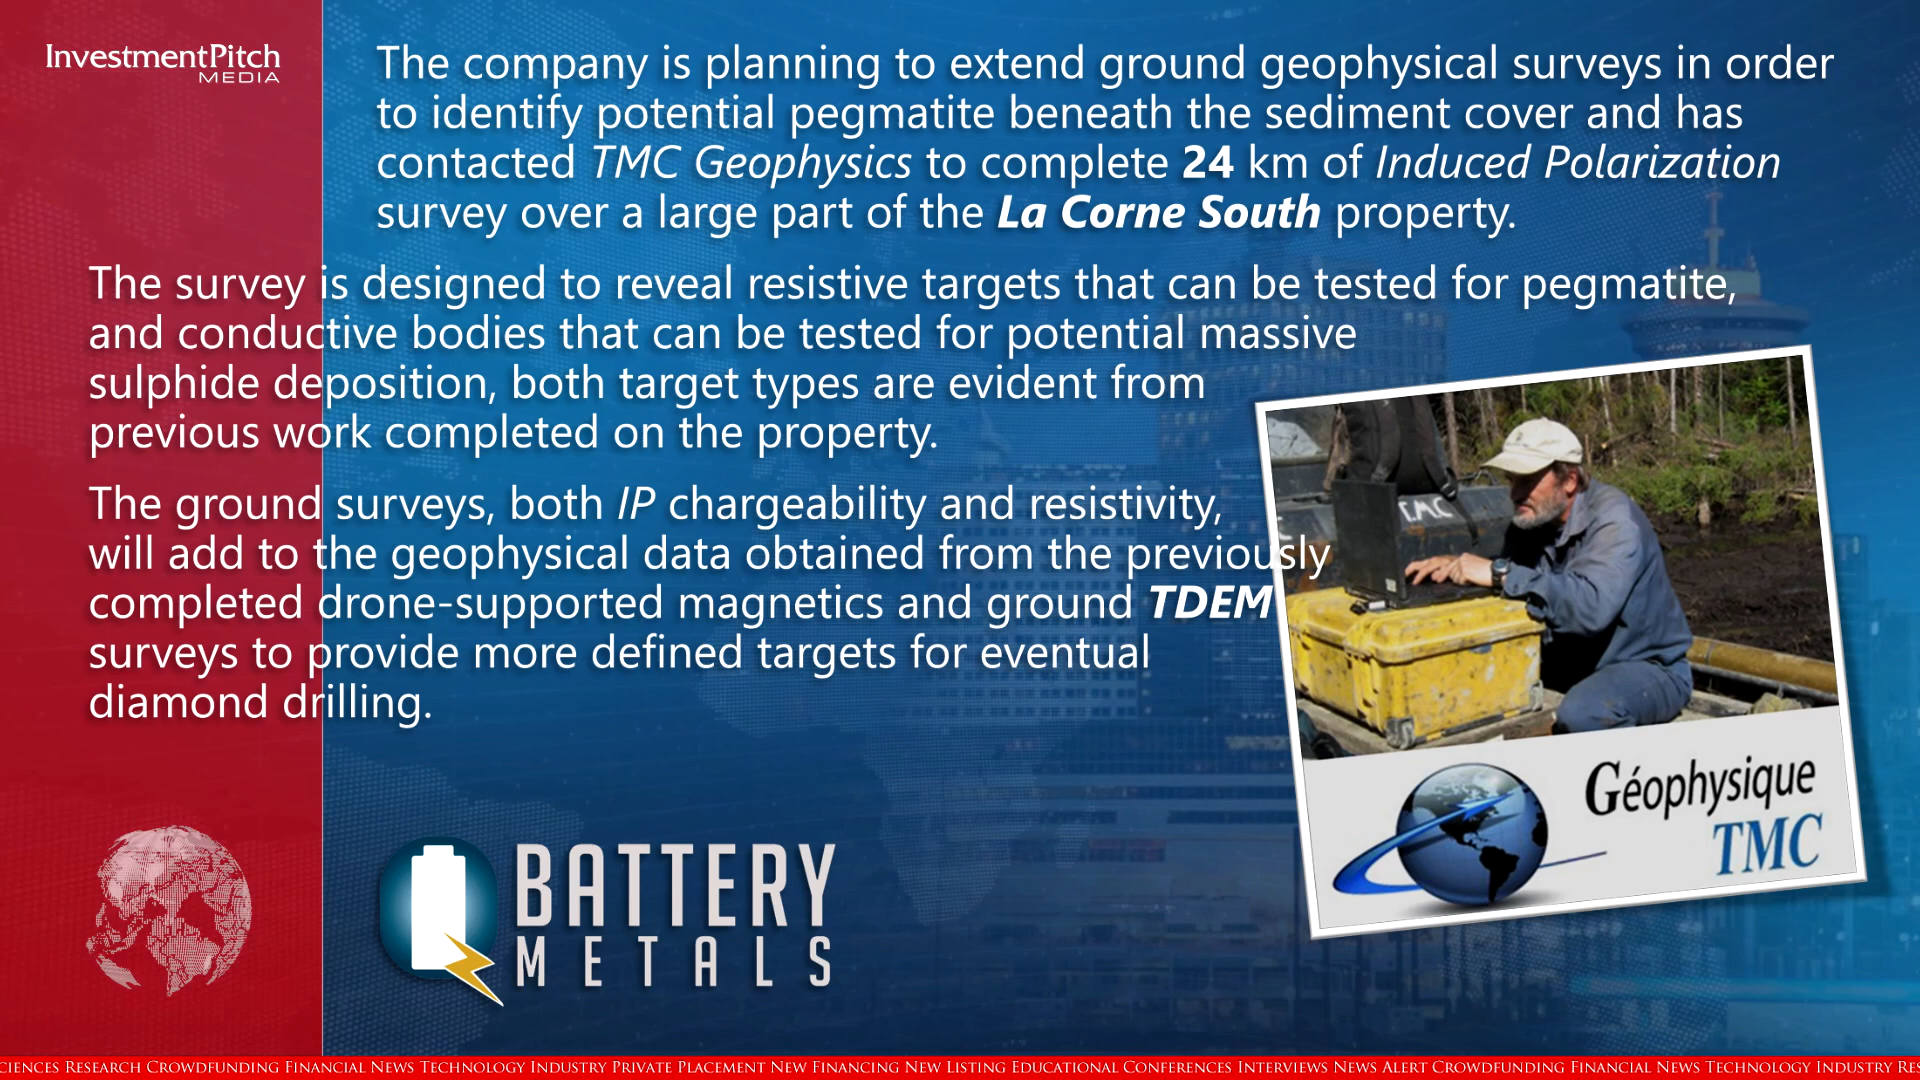 InvestmentPitch
MEDIA
The company is planning to extend ground geophysical surveys in order
to identify potential pegmatite beneath the sediment cover and has
contacted TMC Geophysics to complete 24 km of Induced Polarization
survey over a large part of the La Corne South property.
The survey is designed to reveal resistive targets that can be tested for pegmatite,
and conductive bodies that can be tested for potential massive
sulphide deposition, both target types are evident from
previous work completed on the property.
The ground surveys, both IP chargeability and resistivity,
will add to the geophysical data obtained from the previously
completed drone-supported magnetics and ground TDEM
surveys to provide more defined targets for eventual
diamond drilling.
TMC
Géophysique
TMC
BATTERY
METALS
CIENCES RESEARCH CROWDFUNDING FINANCIAL NEWS TECHNOLOGY INDUSTRY PRIVATE PLACEMENT NEW FINANCING NEW LISTING EDUCATIONAL CONFERENCES INTERVIEWS NEWS ALERT CROWDFUNDING FINANCIAL NEWS TECHNOLOGY INDUSTRY RES